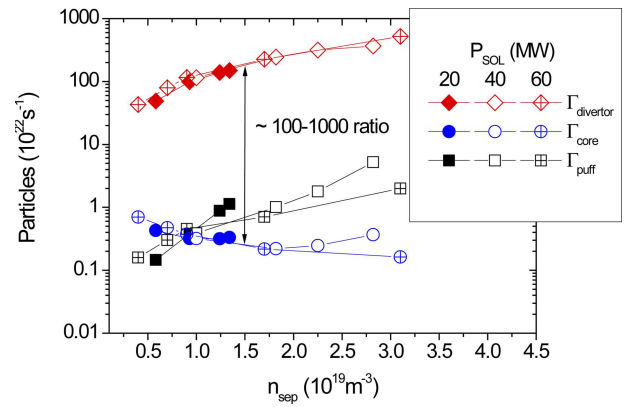 1000
100
10
1
0.1
0.01
Particles (10²²s⁻¹)
0.5 1.0 1.5 2.0 2.5 3.0 3.5 4.0 4.5
n_sep (10¹⁹m⁻³)
~ 100-1000 ratio
P_SOL (MW)
20 40 60
Γ_divertor
Γ_core
Γ_puff